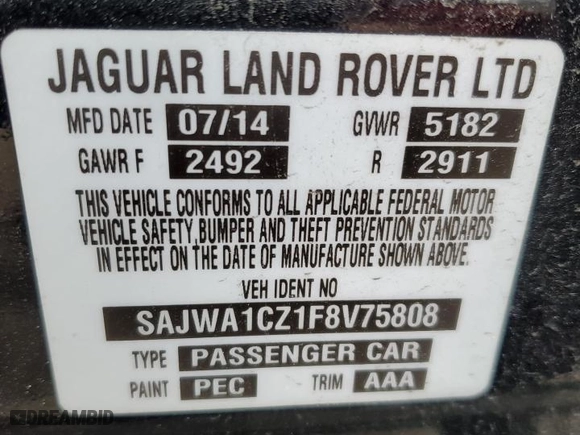 JAGUAR LAND ROVER LTD
MFD DATE 07/14 GVWR 5182
GAWR F 2492 R 2911
THIS VEHICLE CONFORMS TO ALL APPLICABLE FEDERAL MOTOR
VEHICLE SAFETY, BUMPER AND THEFT PREVENTION STANDARDS
IN EFFECT ON THE DATE OF MANUFACTURE SHOWN ABOVE.
VEH IDENT NO
SAJWA1CZ1F8V75808
TYPE PASSENGER CAR
PAINT PEC TRIM AAA
DREAMBID